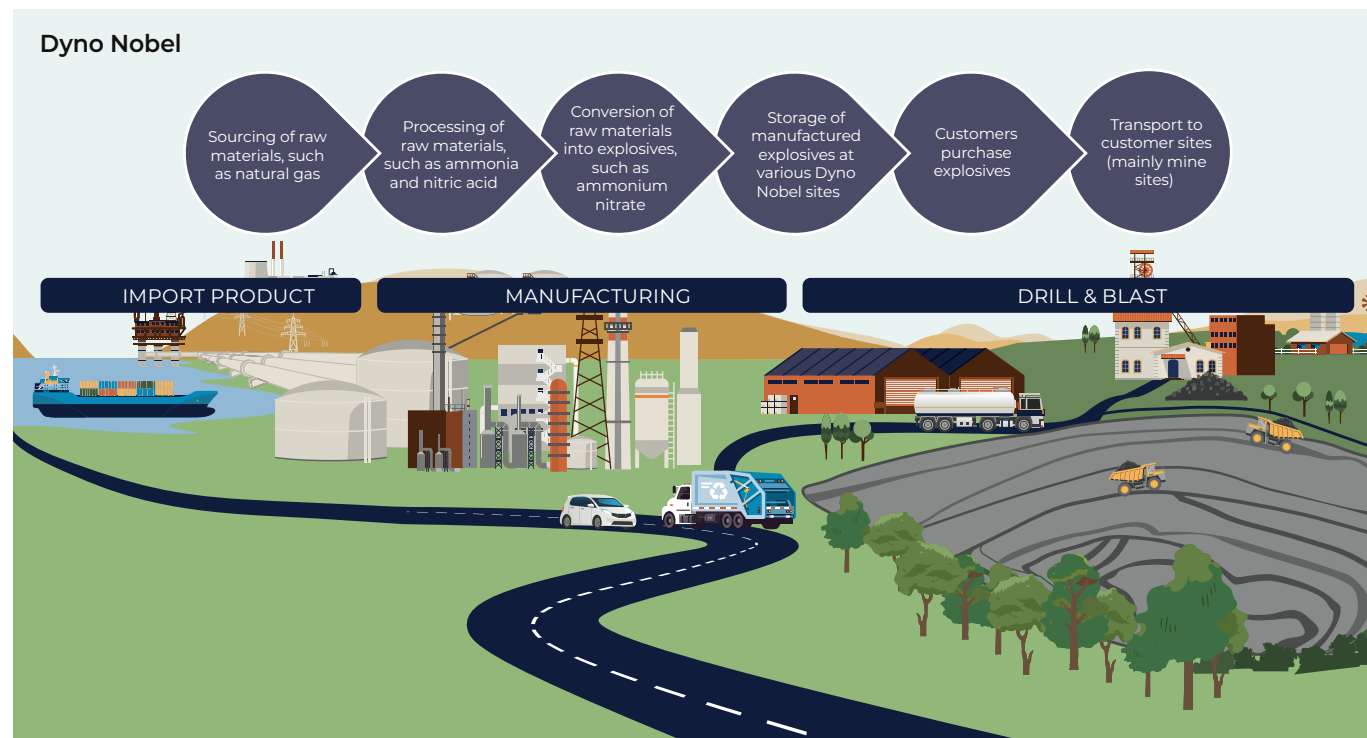 Dyno Nobel
Sourcing of raw
materials, such
as natural gas
Processing of
raw materials,
such as ammonia
and nitric acid
Conversion of
raw materials
into explosives,
such as
ammonium
nitrate
Storage of
manufactured
explosives at
various Dyno
Nobel sites
Customers
purchase
explosives
Transport to
customer sites
(mainly mine
sites)
IMPORT PRODUCT
MANUFACTURING
DRILL & BLAST